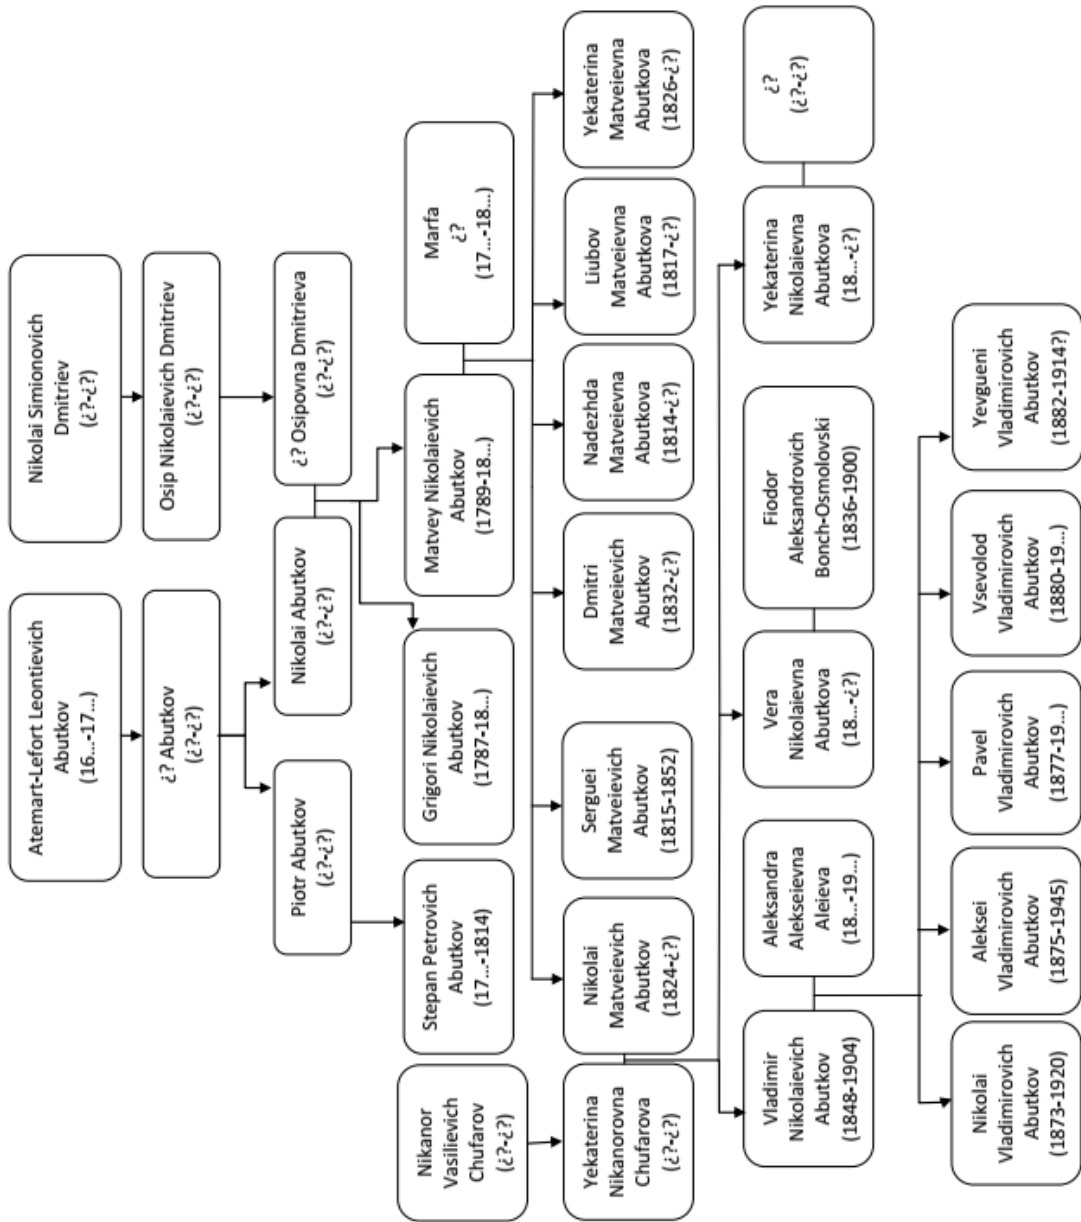 Atemart-Lefort Leontievich
Abutkov
(16...-17...)
Nikolai Simionovich
Dmitriev
(¿?-¿?)
¿? Abutkov
(¿?-¿?)
Osip Nikolaievich Dmitriev
(¿?-¿?)
Piotr Abutkov
(¿?-¿?)
Nikolai Abutkov
(¿?-¿?)
¿? Osipovna Dmitrieva
(¿?-¿?)
Nikanor
Vasilievich
Chufarov
(¿?-¿?)
Stepan Petrovich
Abutkov
(17...-1814)
Grigori Nikolaievich
Abutkov
(1787-18...)
Matvey Nikolaievich
Abutkov
(1789-18...)
Marfa
¿?
(17...-18...)
Yekaterina
Nikanorovna
Chufarova
(¿?-¿?)
Nikolai
Matveievich
Abutkov
(1824-¿?)
Serguei
Matveievich
Abutkov
(1815-1852)
Dmitri
Matveievich
Abutkov
(1832-¿?)
Nadezhda
Matveievna
Abutkova
(1814-¿?)
Liubov
Matveievna
Abutkova
(1817-¿?)
Yekaterina
Matveievna
Abutkova
(1826-¿?)
Vladimir
Nikolaievich
Abutkov
(1848-1904)
Aleksandra
Alekseievna
Aleieva
(18...-19...)
Vera
Nikolaievna
Abutkova
(18...-¿?)
Fiodor
Aleksandrovich
Bonch-Osmolovski
(1836-1900)
Yekaterina
Nikolaievna
Abutkova
(18...-¿?)
¿?
(¿?-¿?)
Nikolai
Vladimirovich
Abutkov
(1873-1920)
Aleksei
Vladimirovich
Abutkov
(1875-1945)
Pavel
Vladimirovich
Abutkov
(1877-19...)
Vsevolod
Vladimirovich
Abutkov
(1880-19...)
Yevgueni
Vladimirovich
Abutkov
(1882-1914?)